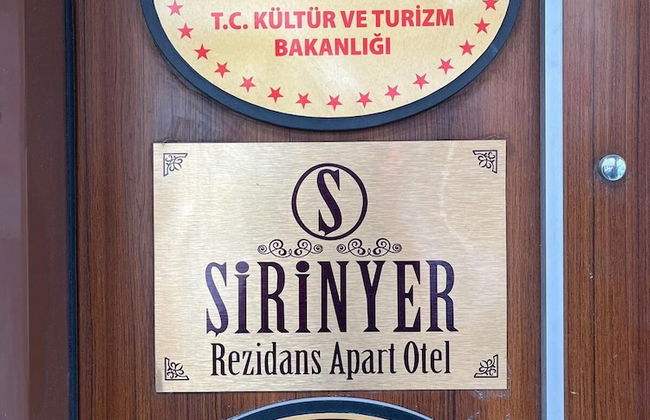 T.C. KÜLTÜR VE TURİZM
BAKANLIĞI
Ş
ŞİRİNYER
Rezidans Apart Otel